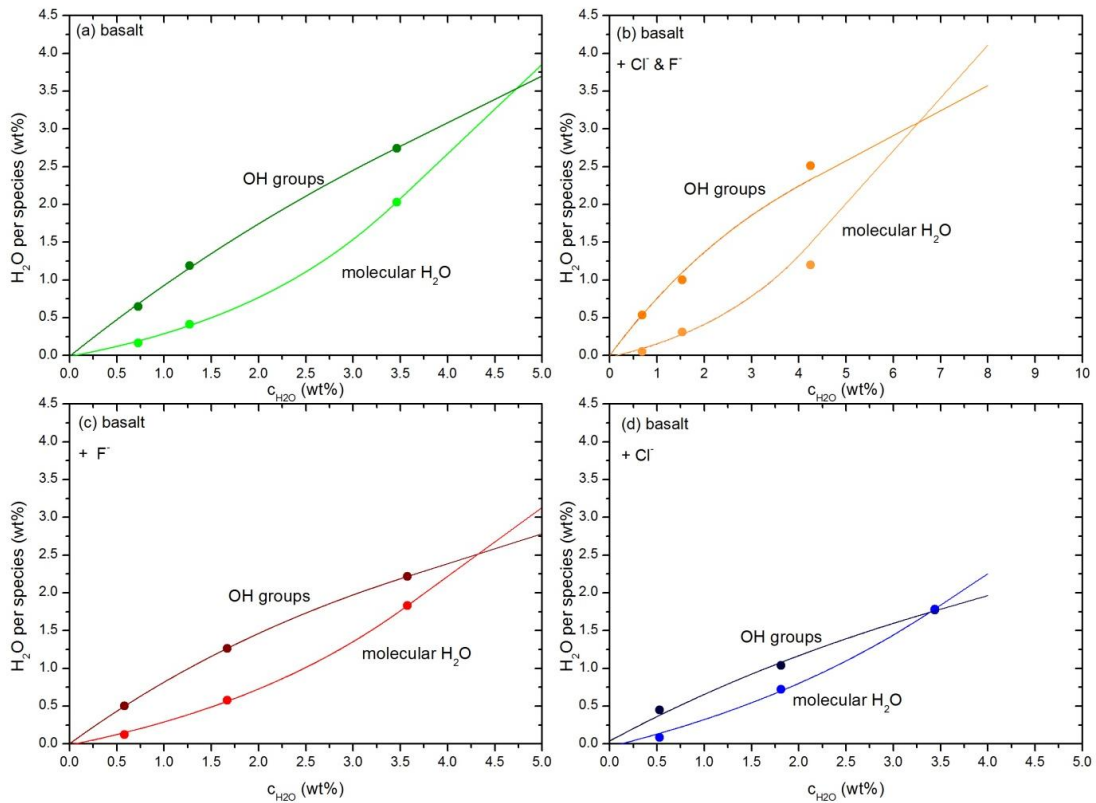 (a) basalt
H₂O per species (wt%)
4.5
4.0
3.5
3.0
2.5
2.0
1.5
1.0
0.5
0.0
OH groups
molecular H₂O
0.0 0.5 1.0 1.5 2.0 2.5 3.0 3.5 4.0 4.5 5.0
c_H2O (wt%)
(b) basalt
+ Cl⁻ & F⁻
H₂O per species (wt%)
4.5
4.0
3.5
3.0
2.5
2.0
1.5
1.0
0.5
0.0
OH groups
molecular H₂O
0 1 2 3 4 5 6 7 8 9 10
c_H2O (wt%)
(c) basalt
+ F⁻
H₂O per species (wt%)
4.5
4.0
3.5
3.0
2.5
2.0
1.5
1.0
0.5
0.0
OH groups
molecular H₂O
0.0 0.5 1.0 1.5 2.0 2.5 3.0 3.5 4.0 4.5 5.0
c_H2O (wt%)
(d) basalt
+ Cl⁻
H₂O per species (wt%)
4.5
4.0
3.5
3.0
2.5
2.0
1.5
1.0
0.5
0.0
OH groups
molecular H₂O
0.0 0.5 1.0 1.5 2.0 2.5 3.0 3.5 4.0 4.5 5.0
c_H2O (wt%)